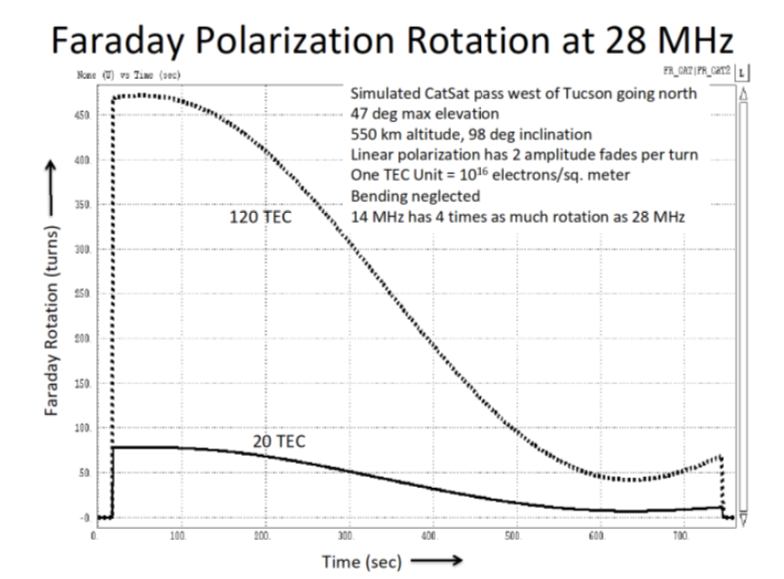 Faraday Polarization Rotation at 28 MHz
None (U) vs Time (sec)
FR_CAT|FR_CAT2 L
Simulated CatSat pass west of Tucson going north
47 deg max elevation
550 km altitude, 98 deg inclination
Linear polarization has 2 amplitude fades per turn
One TEC Unit = 10¹⁶ electrons/sq. meter
Bending neglected
14 MHz has 4 times as much rotation as 28 MHz
Faraday Rotation (turns)
450.
400.
350.
300.
250.
200.
150.
100.
50.
-0.
120 TEC
20 TEC
0. 100. 200. 300. 400. 500. 600. 700.
Time (sec)